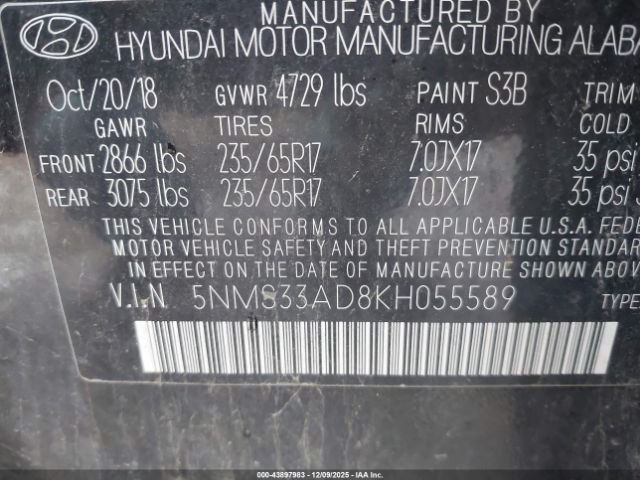 MANUFACTURED BY
HYUNDAI MOTOR MANUFACTURING ALABA
Oct/20/18 GVWR 4729 lbs PAINT S3B TRIM
GAWR TIRES RIMS COLD
FRONT 2866 lbs 235/65R17 7.0JX17 35 psi
REAR 3075 lbs 235/65R17 7.0JX17 35 psi
THIS VEHICLE CONFORMS TO ALL APPLICABLE U.S.A. FEDE
MOTOR VEHICLE SAFETY AND THEFT PREVENTION STANDAR
IN EFFECT ON THE DATE OF MANUFACTURE SHOWN ABOV
V.I.N. 5NMS33AD8KH055589 TYPE
00-43897983 | 12/09/2025 - IAA Inc.